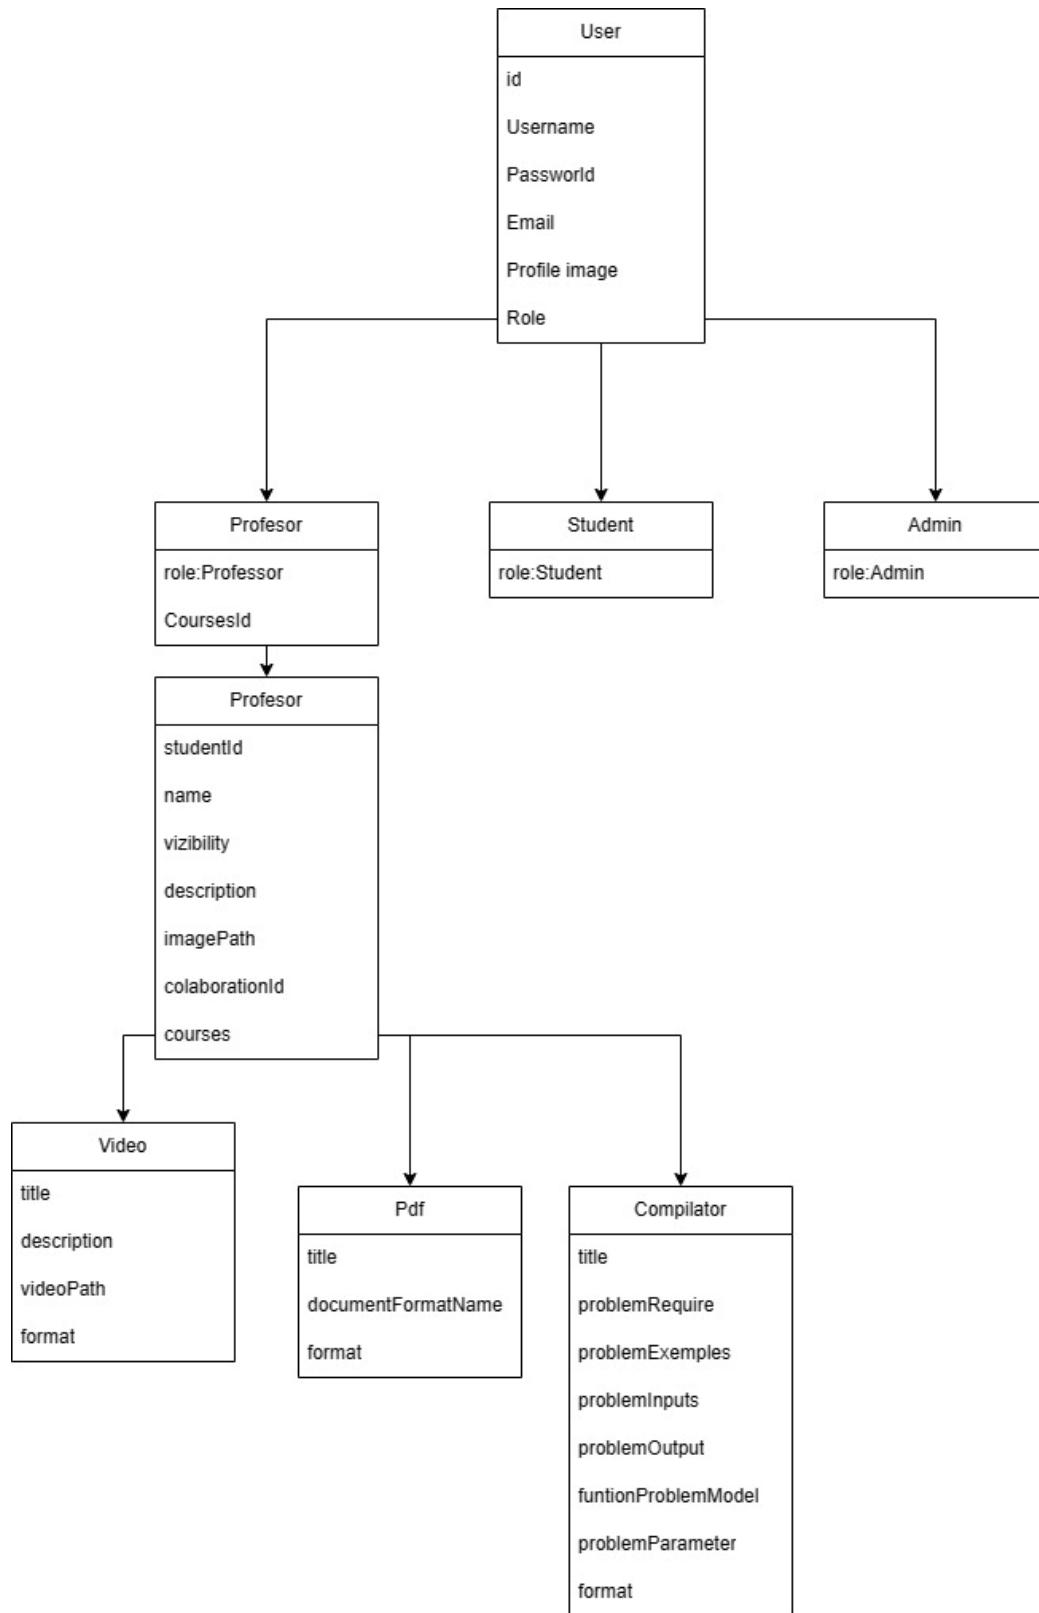 User
id
Username
Passworld
Email
Profile image
Role
Profesor
role:Professor
CoursesId
Student
role:Student
Admin
role:Admin
Profesor
studentId
name
vizibility
description
imagePath
colaborationId
courses
Video
title
description
videoPath
format
Pdf
title
documentFormatName
format
Compilator
title
problemRequire
problemExemples
problemInputs
problemOutput
funtionProblemModel
problemParameter
format